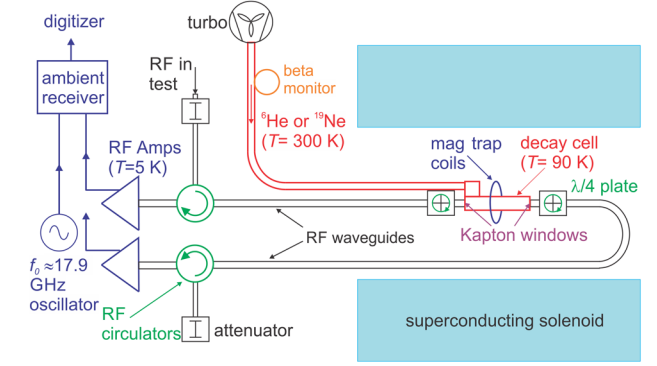 digitizer
turbo
ambient
receiver
RF in
test
beta
monitor
⁶He or ¹⁹Ne
(T= 300 K)
RF Amps
(T=5 K)
mag trap
coils
decay cell
(T= 90 K)
λ/4 plate
RF waveguides
Kapton windows
f₀ ≈17.9
GHz
oscillator
RF
circulators
attenuator
superconducting solenoid